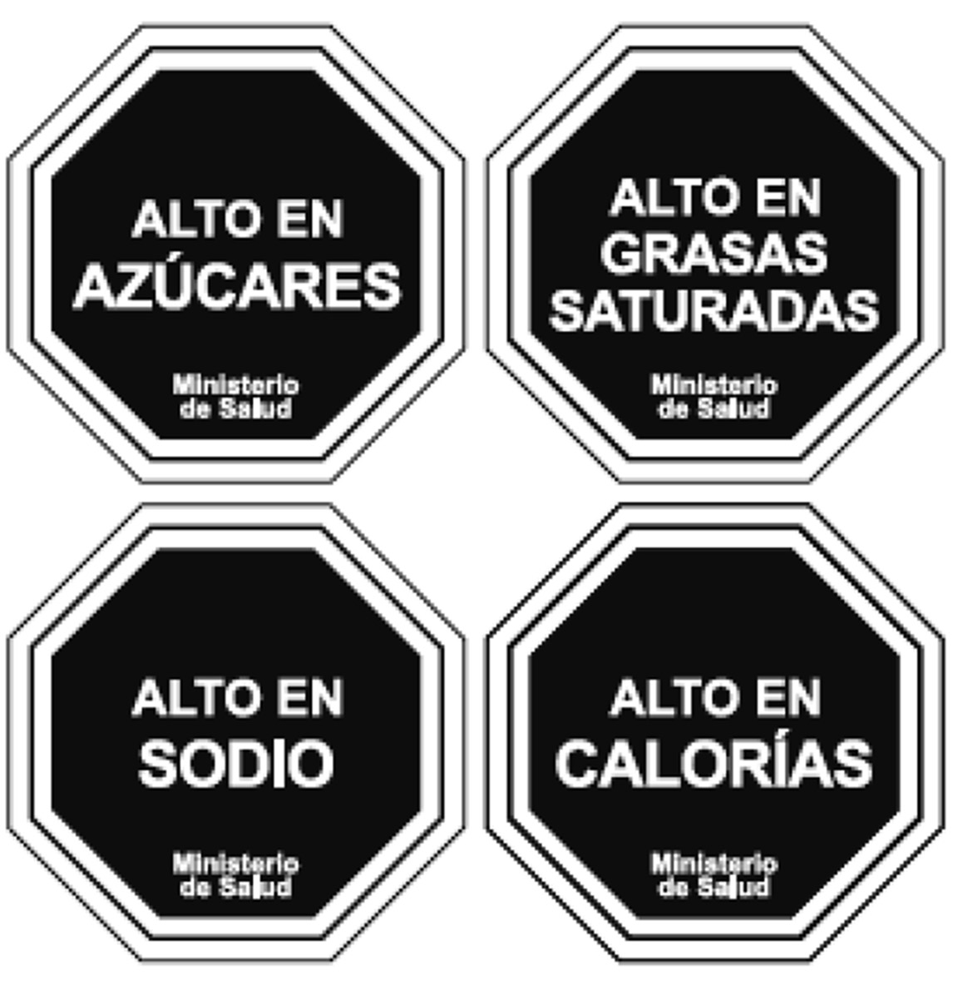 ALTO EN
AZÚCARES
Ministerio
de Salud
ALTO EN
GRASAS
SATURADAS
Ministerio
de Salud
ALTO EN
SODIO
Ministerio
de Salud
ALTO EN
CALORÍAS
Ministerio
de Salud